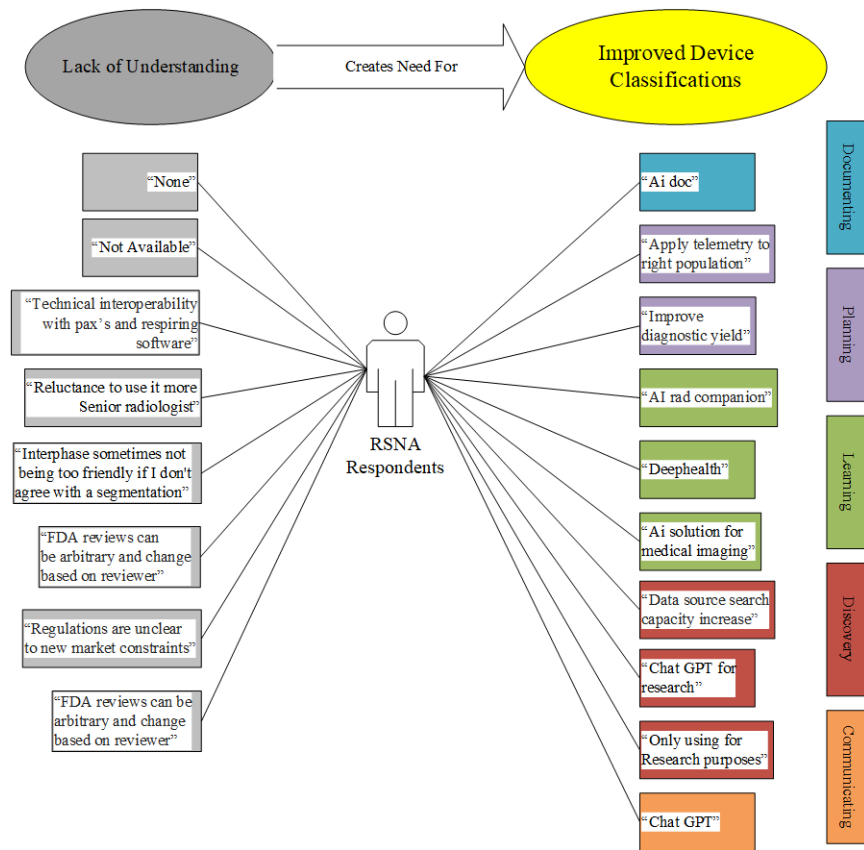 Lack of Understanding
Creates Need For
Improved Device
Classifications
“None”
“Not Available”
“Technical interoperability
with pax’s and respiring
software”
“Reluctance to use it more
Senior radiologist”
“Interphase sometimes not
being too friendly if I don't
agree with a segmentation”
“FDA reviews can
be arbitrary and change
based on reviewer”
“Regulations are unclear
to new market constraints”
“FDA reviews can be
arbitrary and change
based on reviewer”
RSNA
Respondents
“Ai doc”
“Apply telemetry to
right population”
“Improve
diagnostic yield”
“AI rad companion”
“Deephealth”
“Ai solution for
medical imaging”
“Data source search
capacity increase”
“Chat GPT for
research”
“Only using for
Research purposes”
“Chat GPT”
Documenting
Planning
Learning
Discovery
Communicating